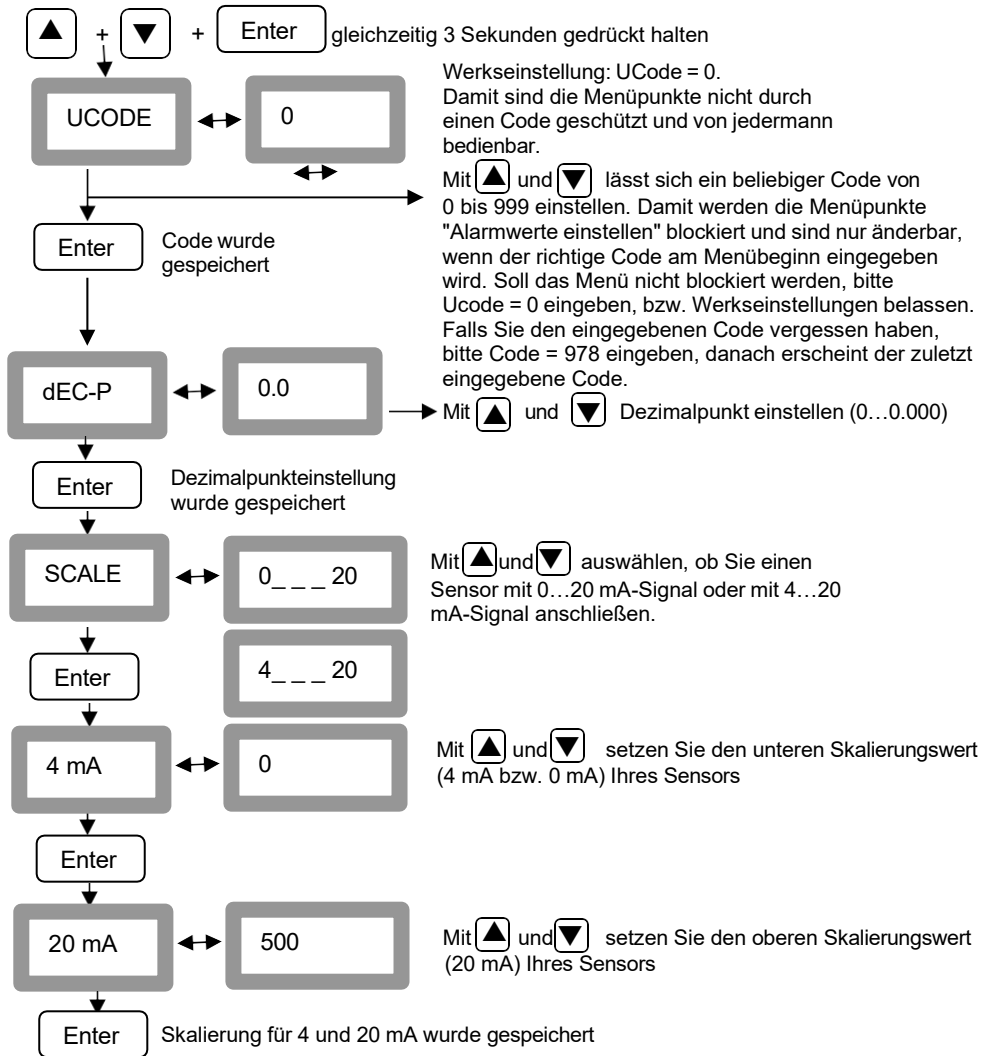 ▲ + ▼ + Enter gleichzeitig 3 Sekunden gedrückt halten
UCODE
0
Werkseinstellung: UCode = 0.
Damit sind die Menüpunkte nicht durch
einen Code geschützt und von jedermann
bedienbar.
Mit ▲ und ▼ lässt sich ein beliebiger Code von
0 bis 999 einstellen. Damit werden die Menüpunkte
"Alarmwerte einstellen" blockiert und sind nur änderbar,
wenn der richtige Code am Menübeginn eingegeben
wird. Soll das Menü nicht blockiert werden, bitte
Ucode = 0 eingeben, bzw. Werkseinstellungen belassen.
Falls Sie den eingegebenen Code vergessen haben,
bitte Code = 978 eingeben, danach erscheint der zuletzt
eingegebene Code.
Enter
Code wurde
gespeichert
dEC-P
0.0
Mit ▲ und ▼ Dezimalpunkt einstellen (0…0.000)
Enter
Dezimalpunkteinstellung
wurde gespeichert
SCALE
0_ _ _ 20
Mit ▲ und ▼ auswählen, ob Sie einen
Sensor mit 0…20 mA-Signal oder mit 4…20
mA-Signal anschließen.
Enter
4_ _ _ 20
4 mA
0
Mit ▲ und ▼ setzen Sie den unteren Skalierungswert
(4 mA bzw. 0 mA) Ihres Sensors
Enter
20 mA
500
Mit ▲ und ▼ setzen Sie den oberen Skalierungswert
(20 mA) Ihres Sensors
Enter
Skalierung für 4 und 20 mA wurde gespeichert